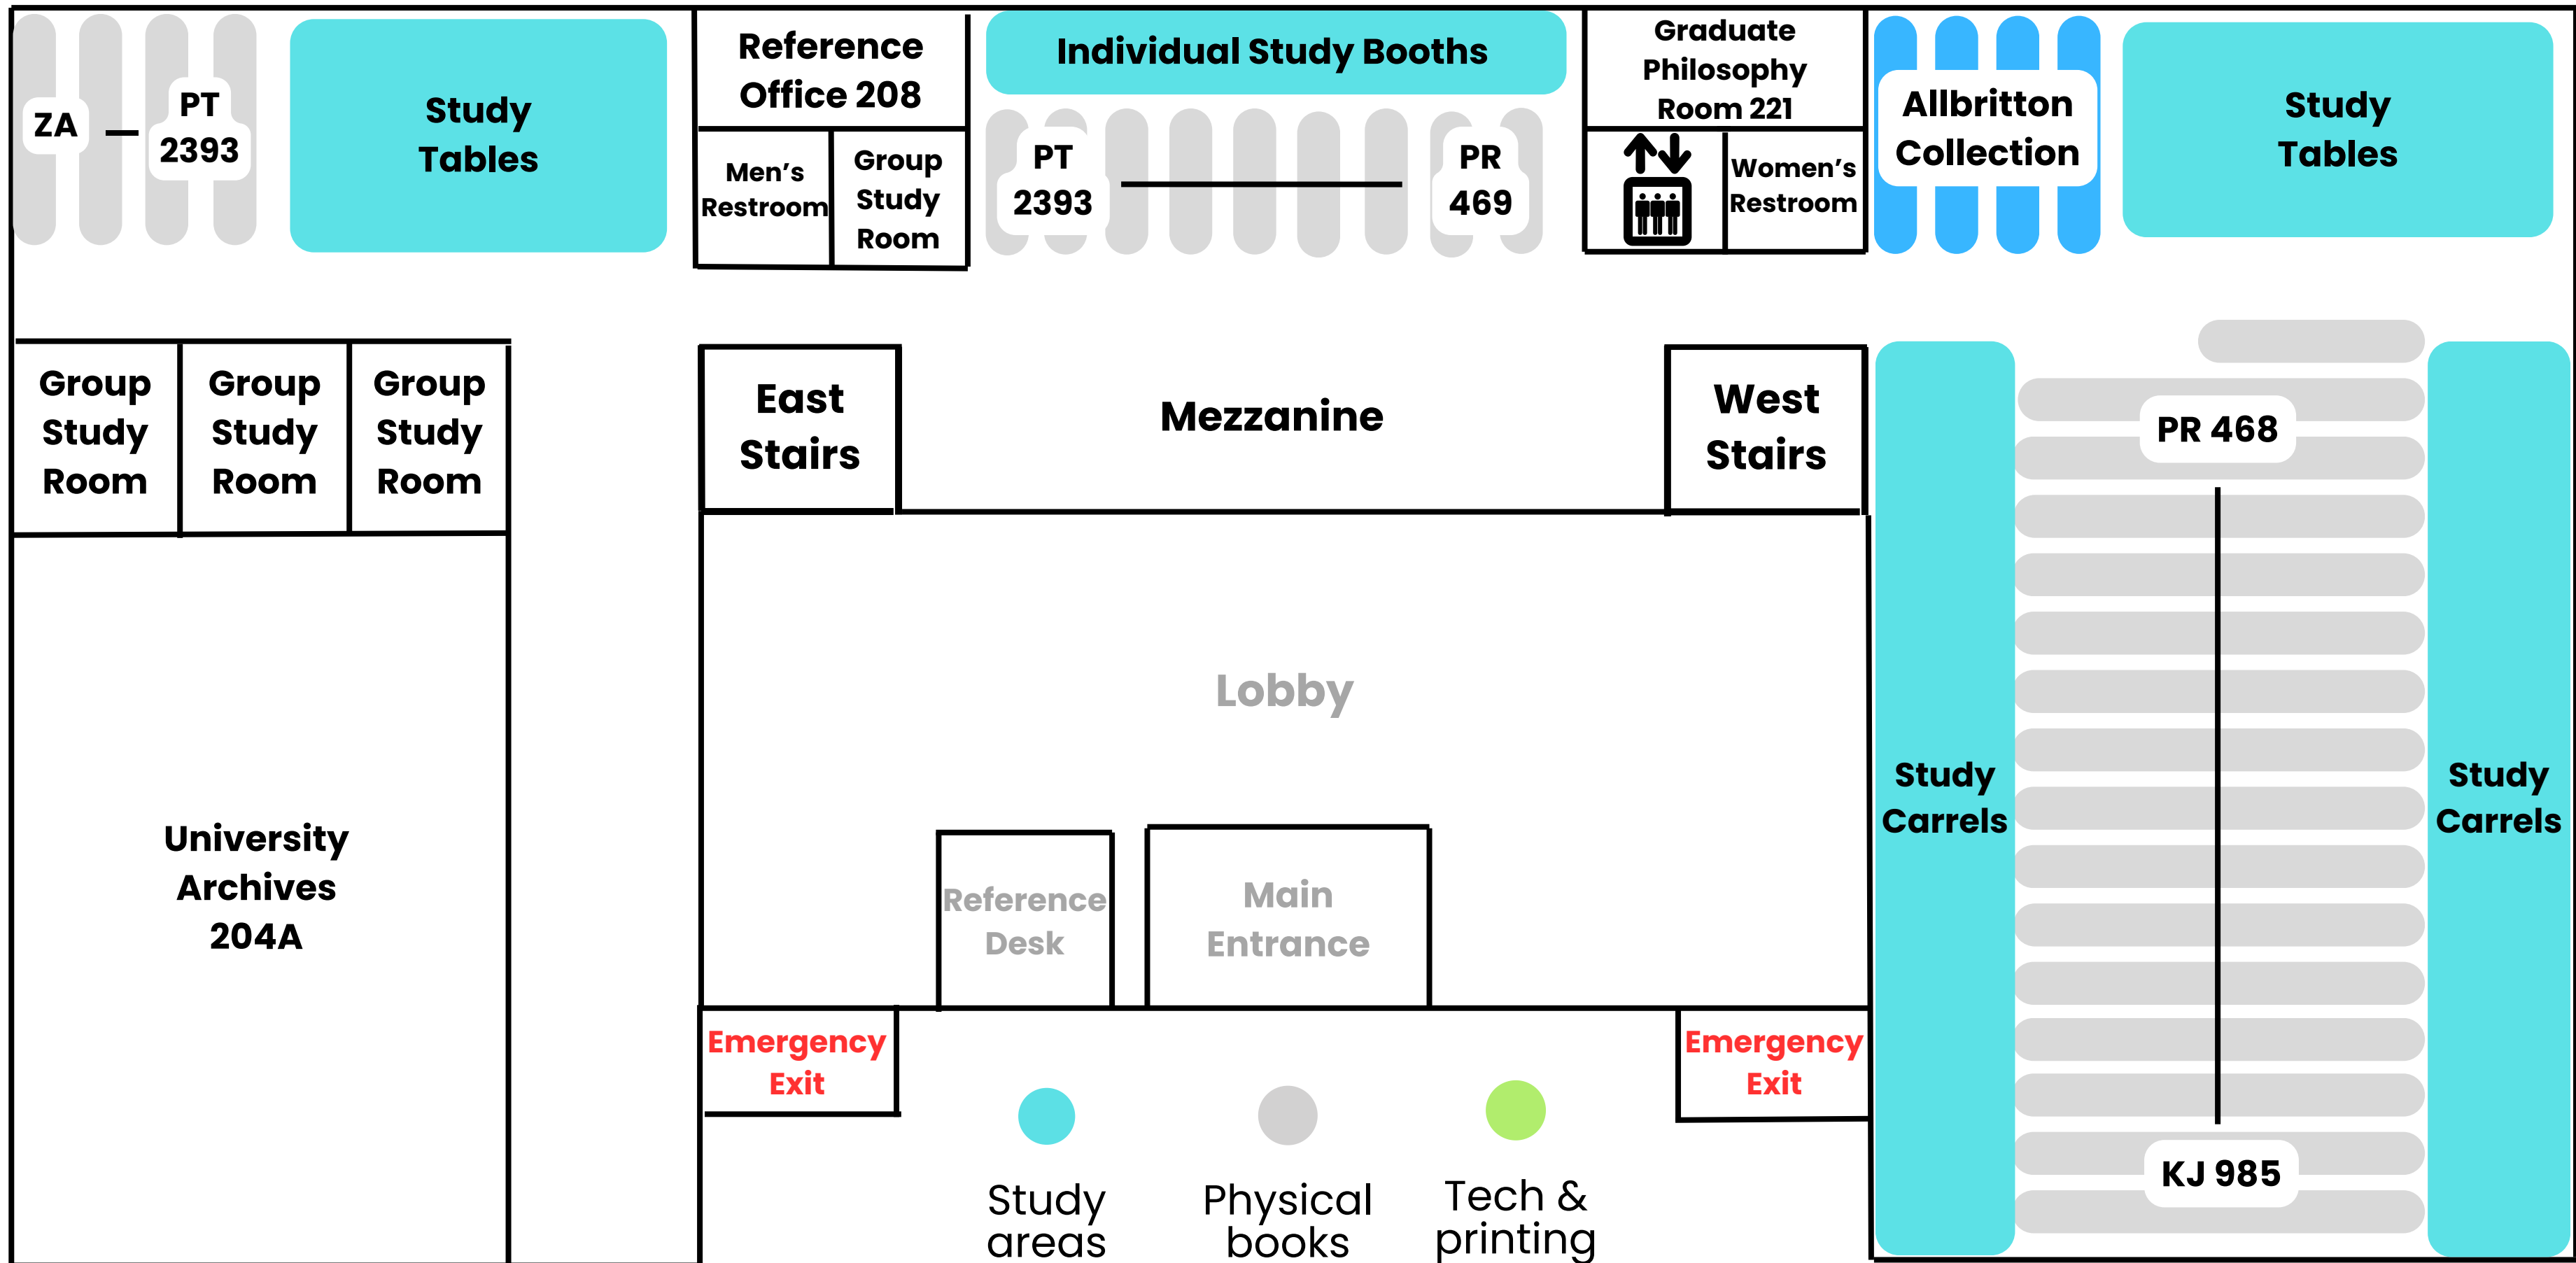 ZA
PT
2393
Study
Tables
Reference
Office 208
Men's
Restroom
Group
Study
Room
Individual Study Booths
PT
2393
PR
469
Graduate
Philosophy
Room 221
Women's
Restroom
Allbritton
Collection
Study
Tables
Group
Study
Room
Group
Study
Room
Group
Study
Room
East
Stairs
Mezzanine
West
Stairs
PR 468
Lobby
Study
Carrels
Study
Carrels
University
Archives
204A
Reference
Desk
Main
Entrance
Emergency
Exit
Emergency
Exit
KJ 985
Study
areas
Physical
books
Tech &
printing